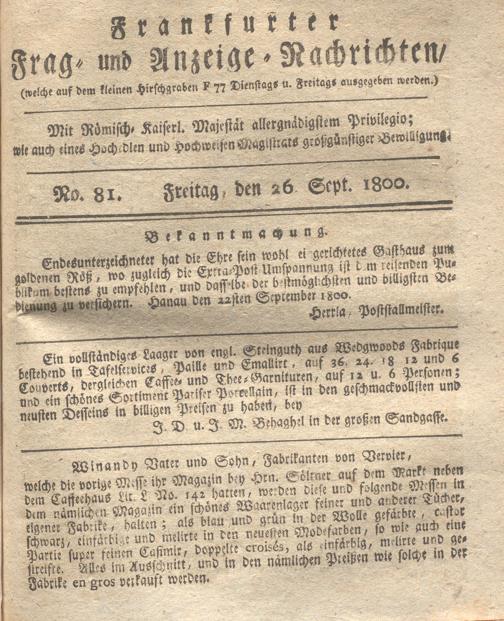 Frankfurter
Frag- und Anzeige-Nachrichten/
(welche auf dem kleinen Hirschgraben F 77 Dienstags u. Freitags ausgegeben werden.)
Mit Römisch-Kaiserl. Majestät allergnädigstem Privilegio;
wie auch eines Hochedlen und Hochweisen Magistrats großgünstiger Bewilligung.
No. 81. Freitag, den 26. Sept. 1800.
Bekanntmachung.
Endesunterzeichneter hat die Ehre sein wohl ei gerichtetes Gasthaus zum
goldenen Röß, wo zugleich die Extra-Post Umspannung ist d m reisenden Pu-
blikum bestens zu empfehlen, und dasselbe der bestmöglichsten und billigsten Be-
dienung zu versichern. Hanau den 22sten September 1800.
Hertla, Poststallmeister.
Ein vollständiges Laager von engl. Steinguth aus Wedgwoods Fabrique
bestehend in Tafelservices, Paille und Emallirt, auf 36. 24. 18 12 und 6
Couverts, dergleichen Caffee- und Thee-Garnituren, auf 12 u. 6 Personen;
und ein schönes Sortiment Pariser Porcellain, ist in den geschmackvollsten und
neusten Desseins in billigen Preisen zu haben, bey
J. D. u. J. M. Behaghel in der großen Sandgasse.
Winandy Vater und Sohn, Fabrikanten von Vervier,
welche die vorige Messe ihr Magazin bey Hrn. Söltner auf dem Markt neben
dem Caffeehaus Lit. L No. 142 hatten, werden diese und folgende Messen in
dem nämlichen Magazin ein schönes Waarenlager feiner und anderer Tücher,
eigener Fabrike, halten; als blau und grün in der Wolle gefärbte, castor
schwarz, einfärbige und melirte in den neuesten Modefarben, so wie auch eine
Partie super feinen Casimir, doppelte croisés, als einfärbig, melirte und ge-
streifte. Alles im Ausschnitt, und in den nämlichen Preißen wie solche in der
Fabrike en gros verkauft werden.